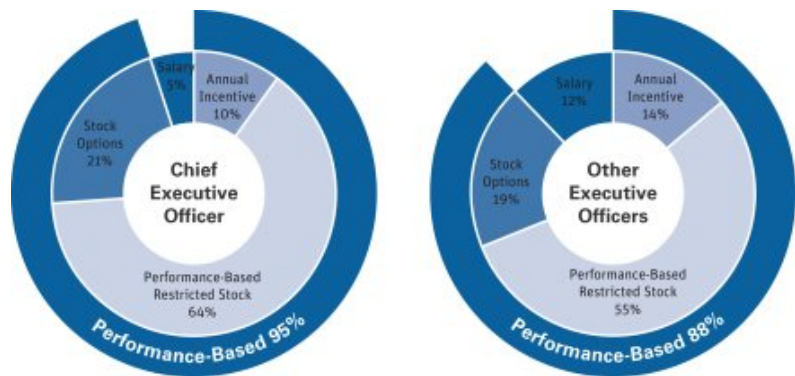 Salary
5%
Annual
Incentive
10%
Stock
Options
21%
Chief
Executive
Officer
Performance-Based
Restricted Stock
64%
Performance-Based 95%
Salary
12%
Annual
Incentive
14%
Stock
Options
19%
Other
Executive
Officers
Performance-Based
Restricted Stock
55%
Performance-Based 88%